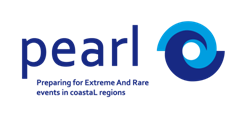 pearl
Preparing for Extreme And Rare
events in coastaL regions